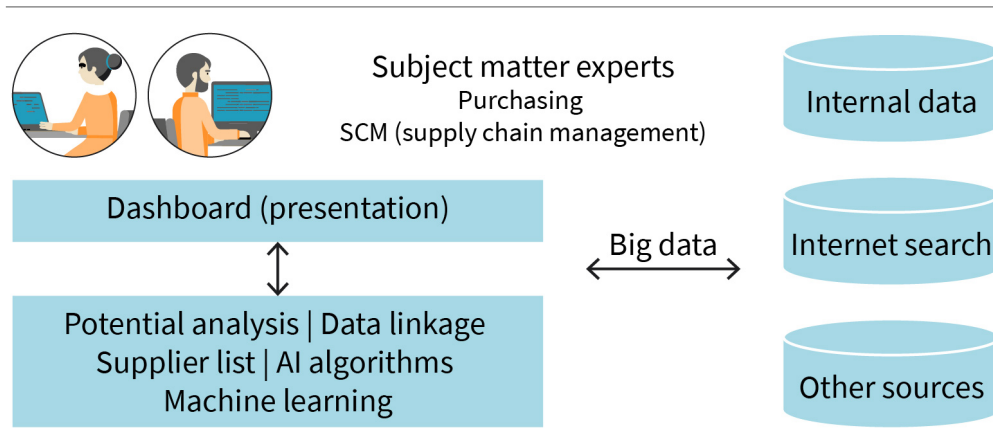 Subject matter experts
Purchasing
SCM (supply chain management)
Dashboard (presentation)
Potential analysis | Data linkage
Supplier list | AI algorithms
Machine learning
Big data
Internal data
Internet search
Other sources